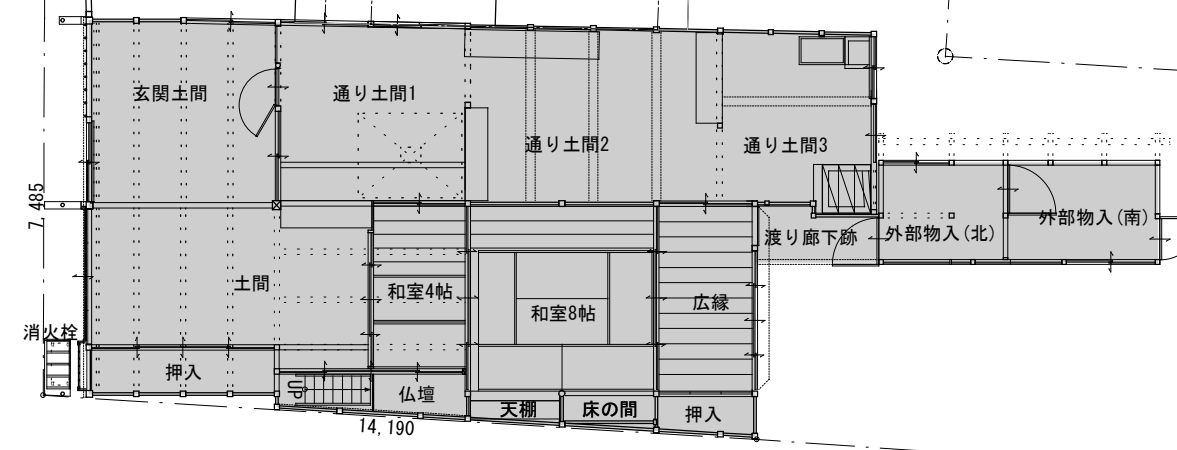 玄関土間
通り土間1
通り土間2
通り土間3
7,485
渡り廊下跡
外部物入(北)
外部物入(南)
土間
和室4帖
和室8帖
広縁
消火栓
押入
UP
仏壇
天棚
床の間
押入
14,190